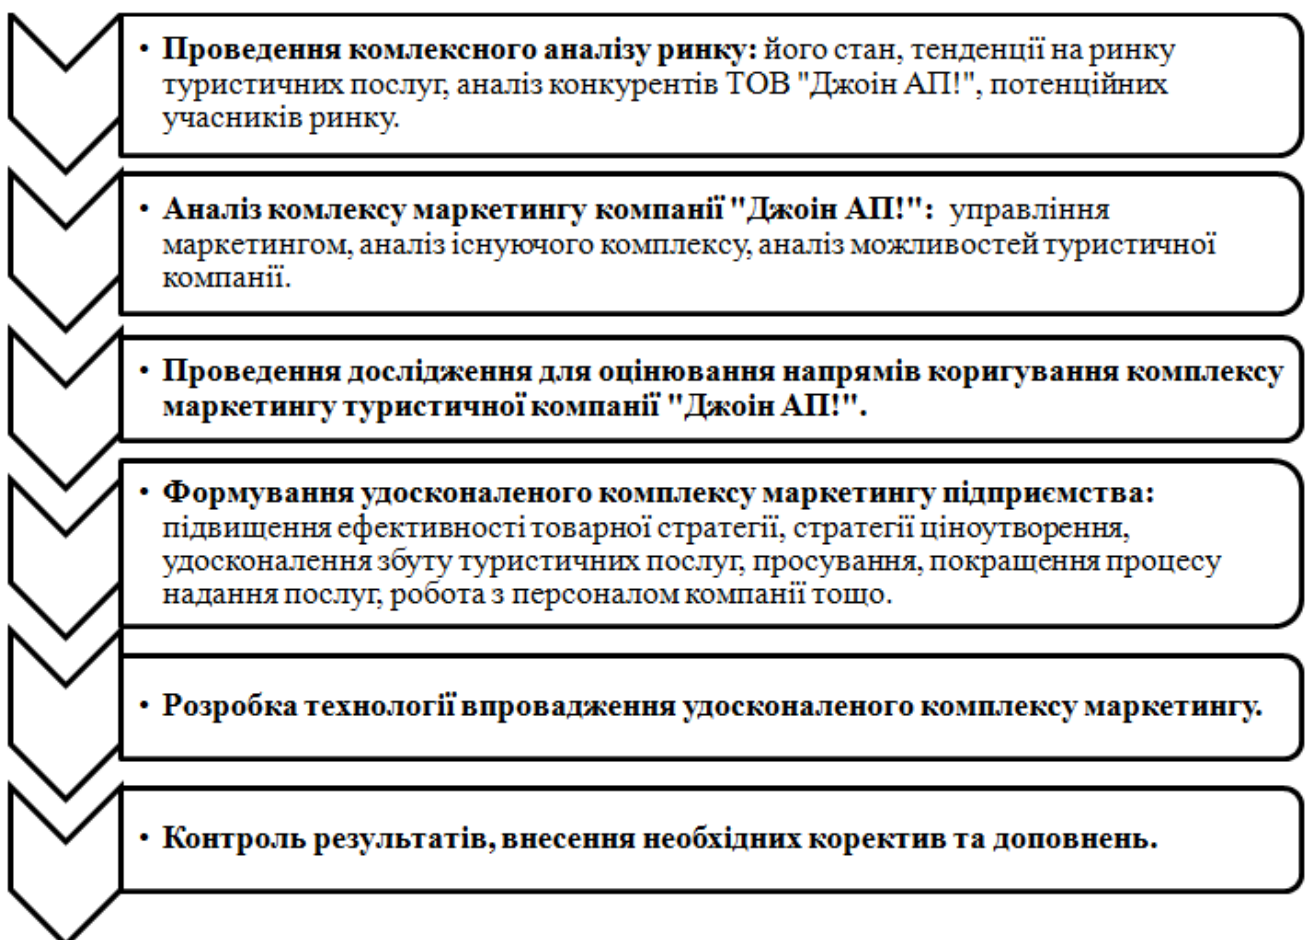 • Проведення комлексного аналізу ринку: його стан, тенденції на ринку
туристичних послуг, аналіз конкурентів ТОВ "Джоін АП!", потенційних
учасників ринку.
• Аналіз комлексу маркетингу компанії "Джоін АП!": управління
маркетингом, аналіз існуючого комплексу, аналіз можливостей туристичної
компанії.
• Проведення дослідження для оцінювання напрямів коригування комплексу
маркетингу туристичної компанії "Джоін АП!".
• Формування удосконаленого комплексу маркетингу підприємства:
підвищення ефективності товарної стратегії, стратегії ціноутворення,
удосконалення збуту туристичних послуг, просування, покращення процесу
надання послуг, робота з персоналом компанії тощо.
• Розробка технології впровадження удосконаленого комплексу маркетингу.
• Контроль результатів, внесення необхідних коректив та доповнень.